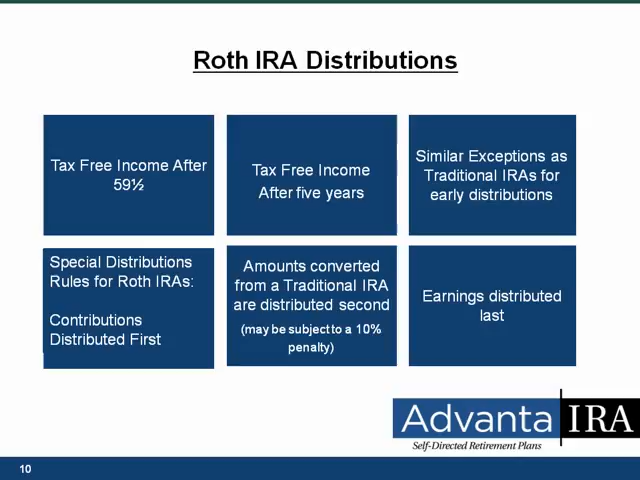 Roth IRA Distributions
Tax Free Income After
59½
Tax Free Income
After five years
Similar Exceptions as
Traditional IRAs for
early distributions
Special Distributions
Rules for Roth IRAs:
Contributions
Distributed First
Amounts converted
from a Traditional IRA
are distributed second
(may be subject to a 10%
penalty)
Earnings distributed
last
Advanta IRA
Self-Directed Retirement Plans
10